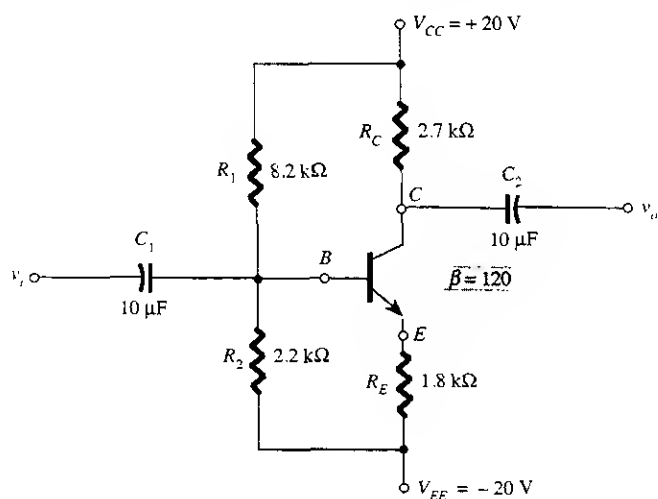 V_CC = + 20 V
R_C 2.7 kΩ
R_1 8.2 kΩ
C
C_2
v_o
10 μF
C_1
B
β = 120
v_i
10 μF
E
R_2 2.2 kΩ
R_E 1.8 kΩ
V_EE = − 20 V